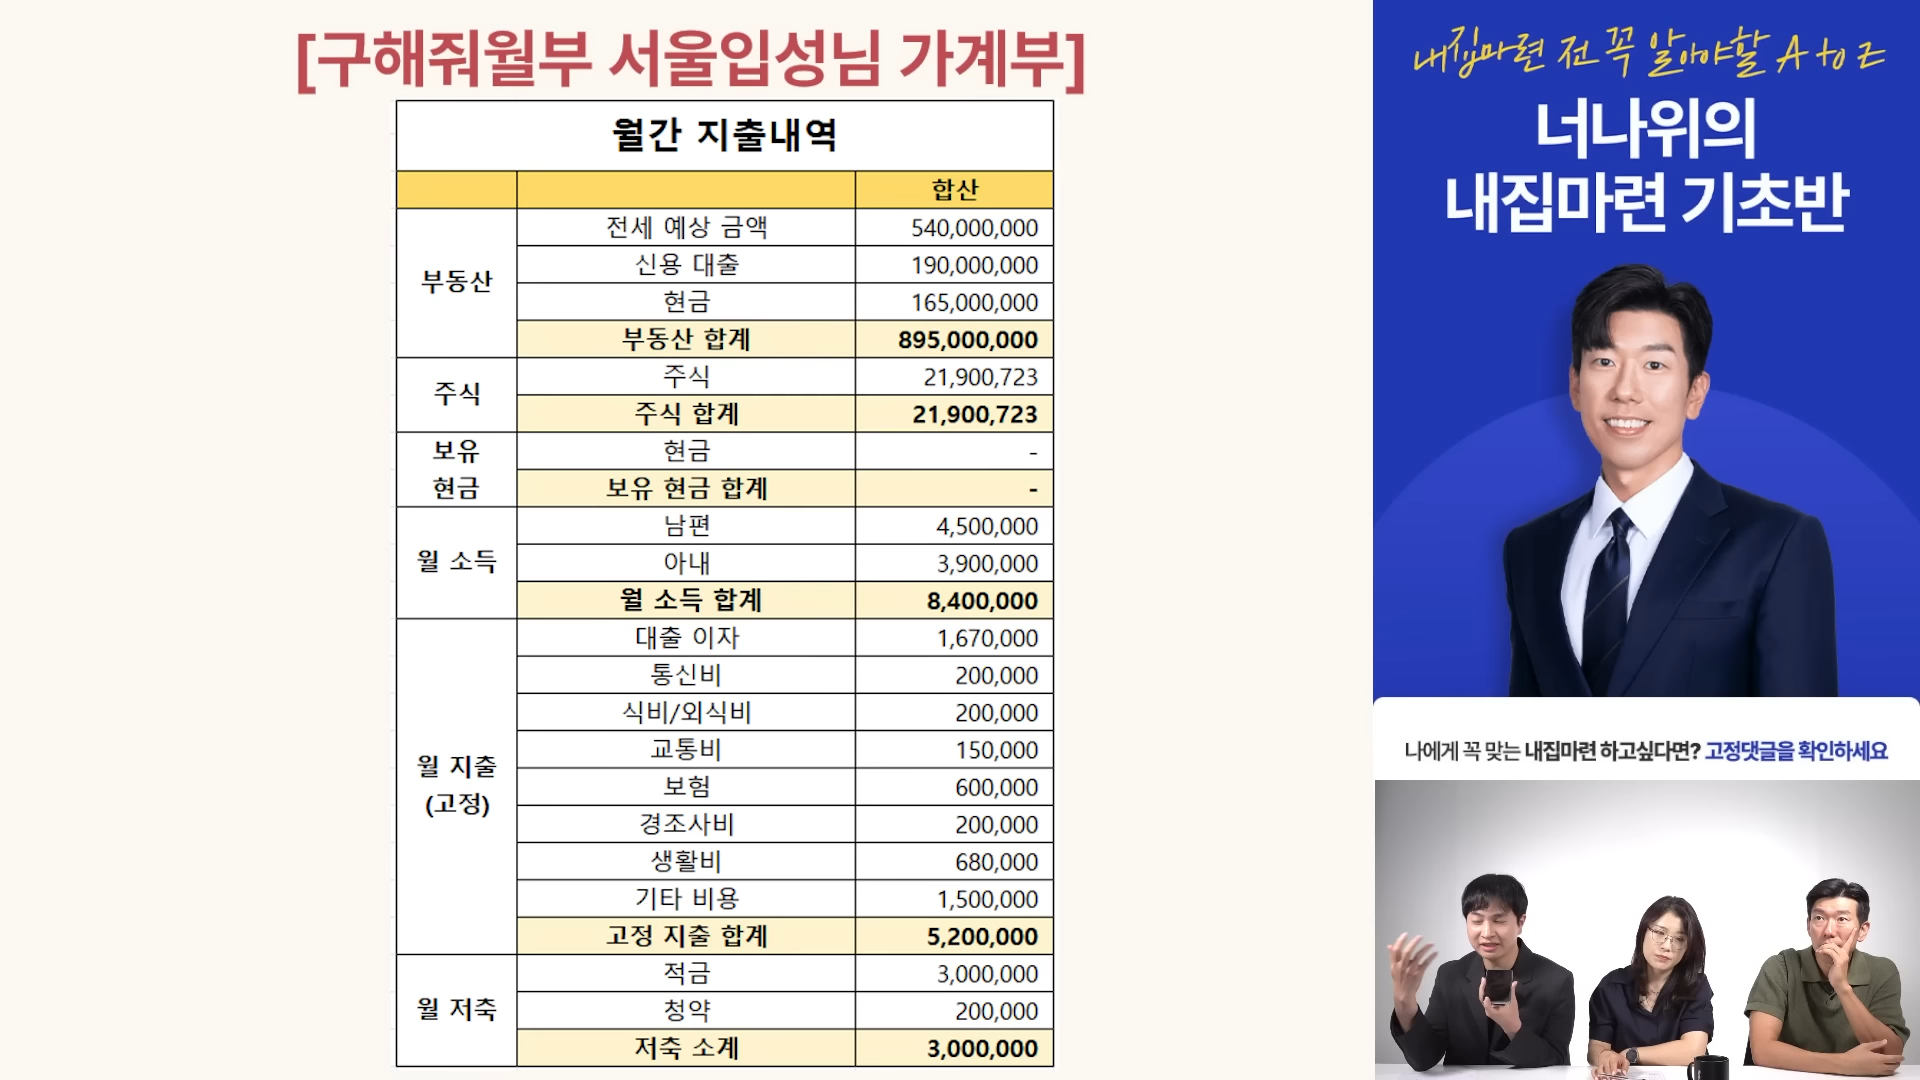 [구해줘월부 서울입성님 가계부]
월간 지출내역
합산
부동산
전세 예상 금액 540,000,000
신용 대출 190,000,000
현금 165,000,000
부동산 합계 895,000,000
주식
주식 21,900,723
주식 합계 21,900,723
보유
현금
현금 -
보유 현금 합계 -
월 소득
남편 4,500,000
아내 3,900,000
월 소득 합계 8,400,000
월 지출
(고정)
대출 이자 1,670,000
통신비 200,000
식비/외식비 200,000
교통비 150,000
보험 600,000
경조사비 200,000
생활비 680,000
기타 비용 1,500,000
고정 지출 합계 5,200,000
월 저축
적금 3,000,000
청약 200,000
저축 소계 3,000,000
내집마련 전 꼭 알아야할 A to Z
너나위의
내집마련 기초반
나에게 꼭 맞는 내집마련 하고싶다면? 고정댓글을 확인하세요